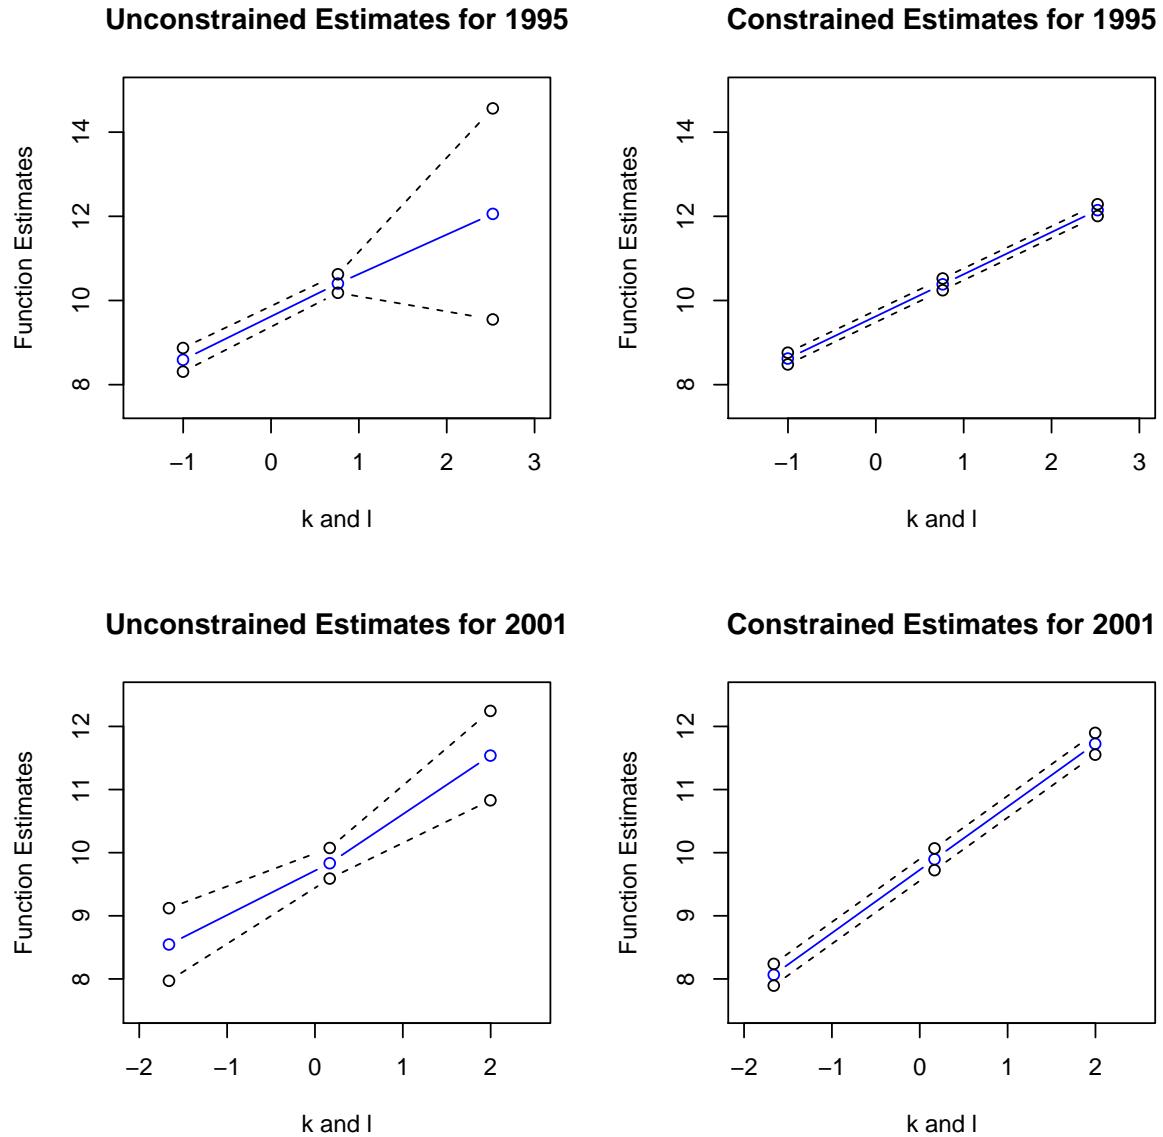 Unconstrained Estimates for 1995
Function Estimates
14
12
10
8
−1 0 1 2 3
k and l
Constrained Estimates for 1995
Function Estimates
14
12
10
8
−1 0 1 2 3
k and l
Unconstrained Estimates for 2001
Function Estimates
12
11
10
9
8
−2 −1 0 1 2
k and l
Constrained Estimates for 2001
Function Estimates
12
11
10
9
8
−2 −1 0 1 2
k and l